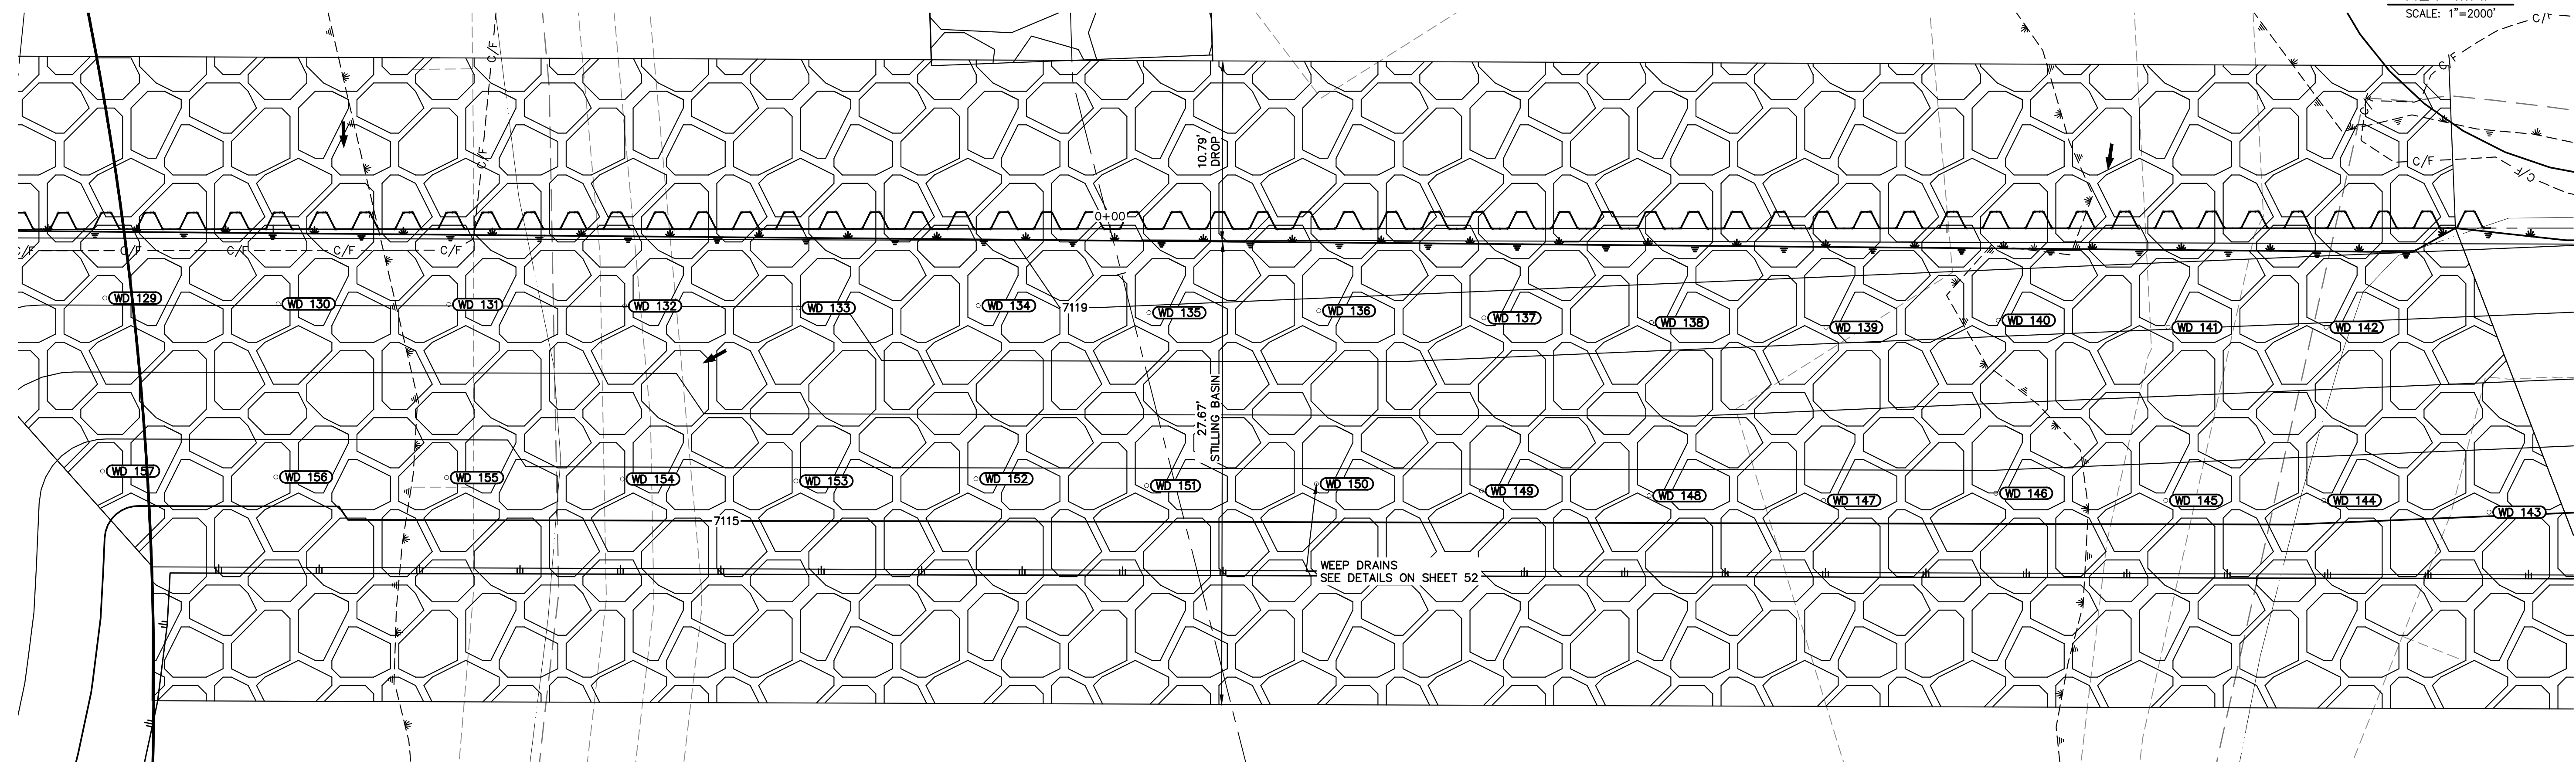 SCALE: 1"=2000'
C/F
C/F
C/F
C/F
C/F
C/F
C/F
10.79'
DROP
0+00
C/F
C/F
C/F
C/F
C/F
WD 129
WD 130
WD 131
WD 132
WD 133
WD 134
7119
WD 135
WD 136
WD 137
WD 138
WD 139
WD 140
WD 141
WD 142
27.67'
STILLING BASIN
WD 157
WD 156
WD 155
WD 154
WD 153
WD 152
WD 151
WD 150
WD 149
WD 148
WD 147
WD 146
WD 145
WD 144
WD 143
7115
WEEP DRAINS
SEE DETAILS ON SHEET 52